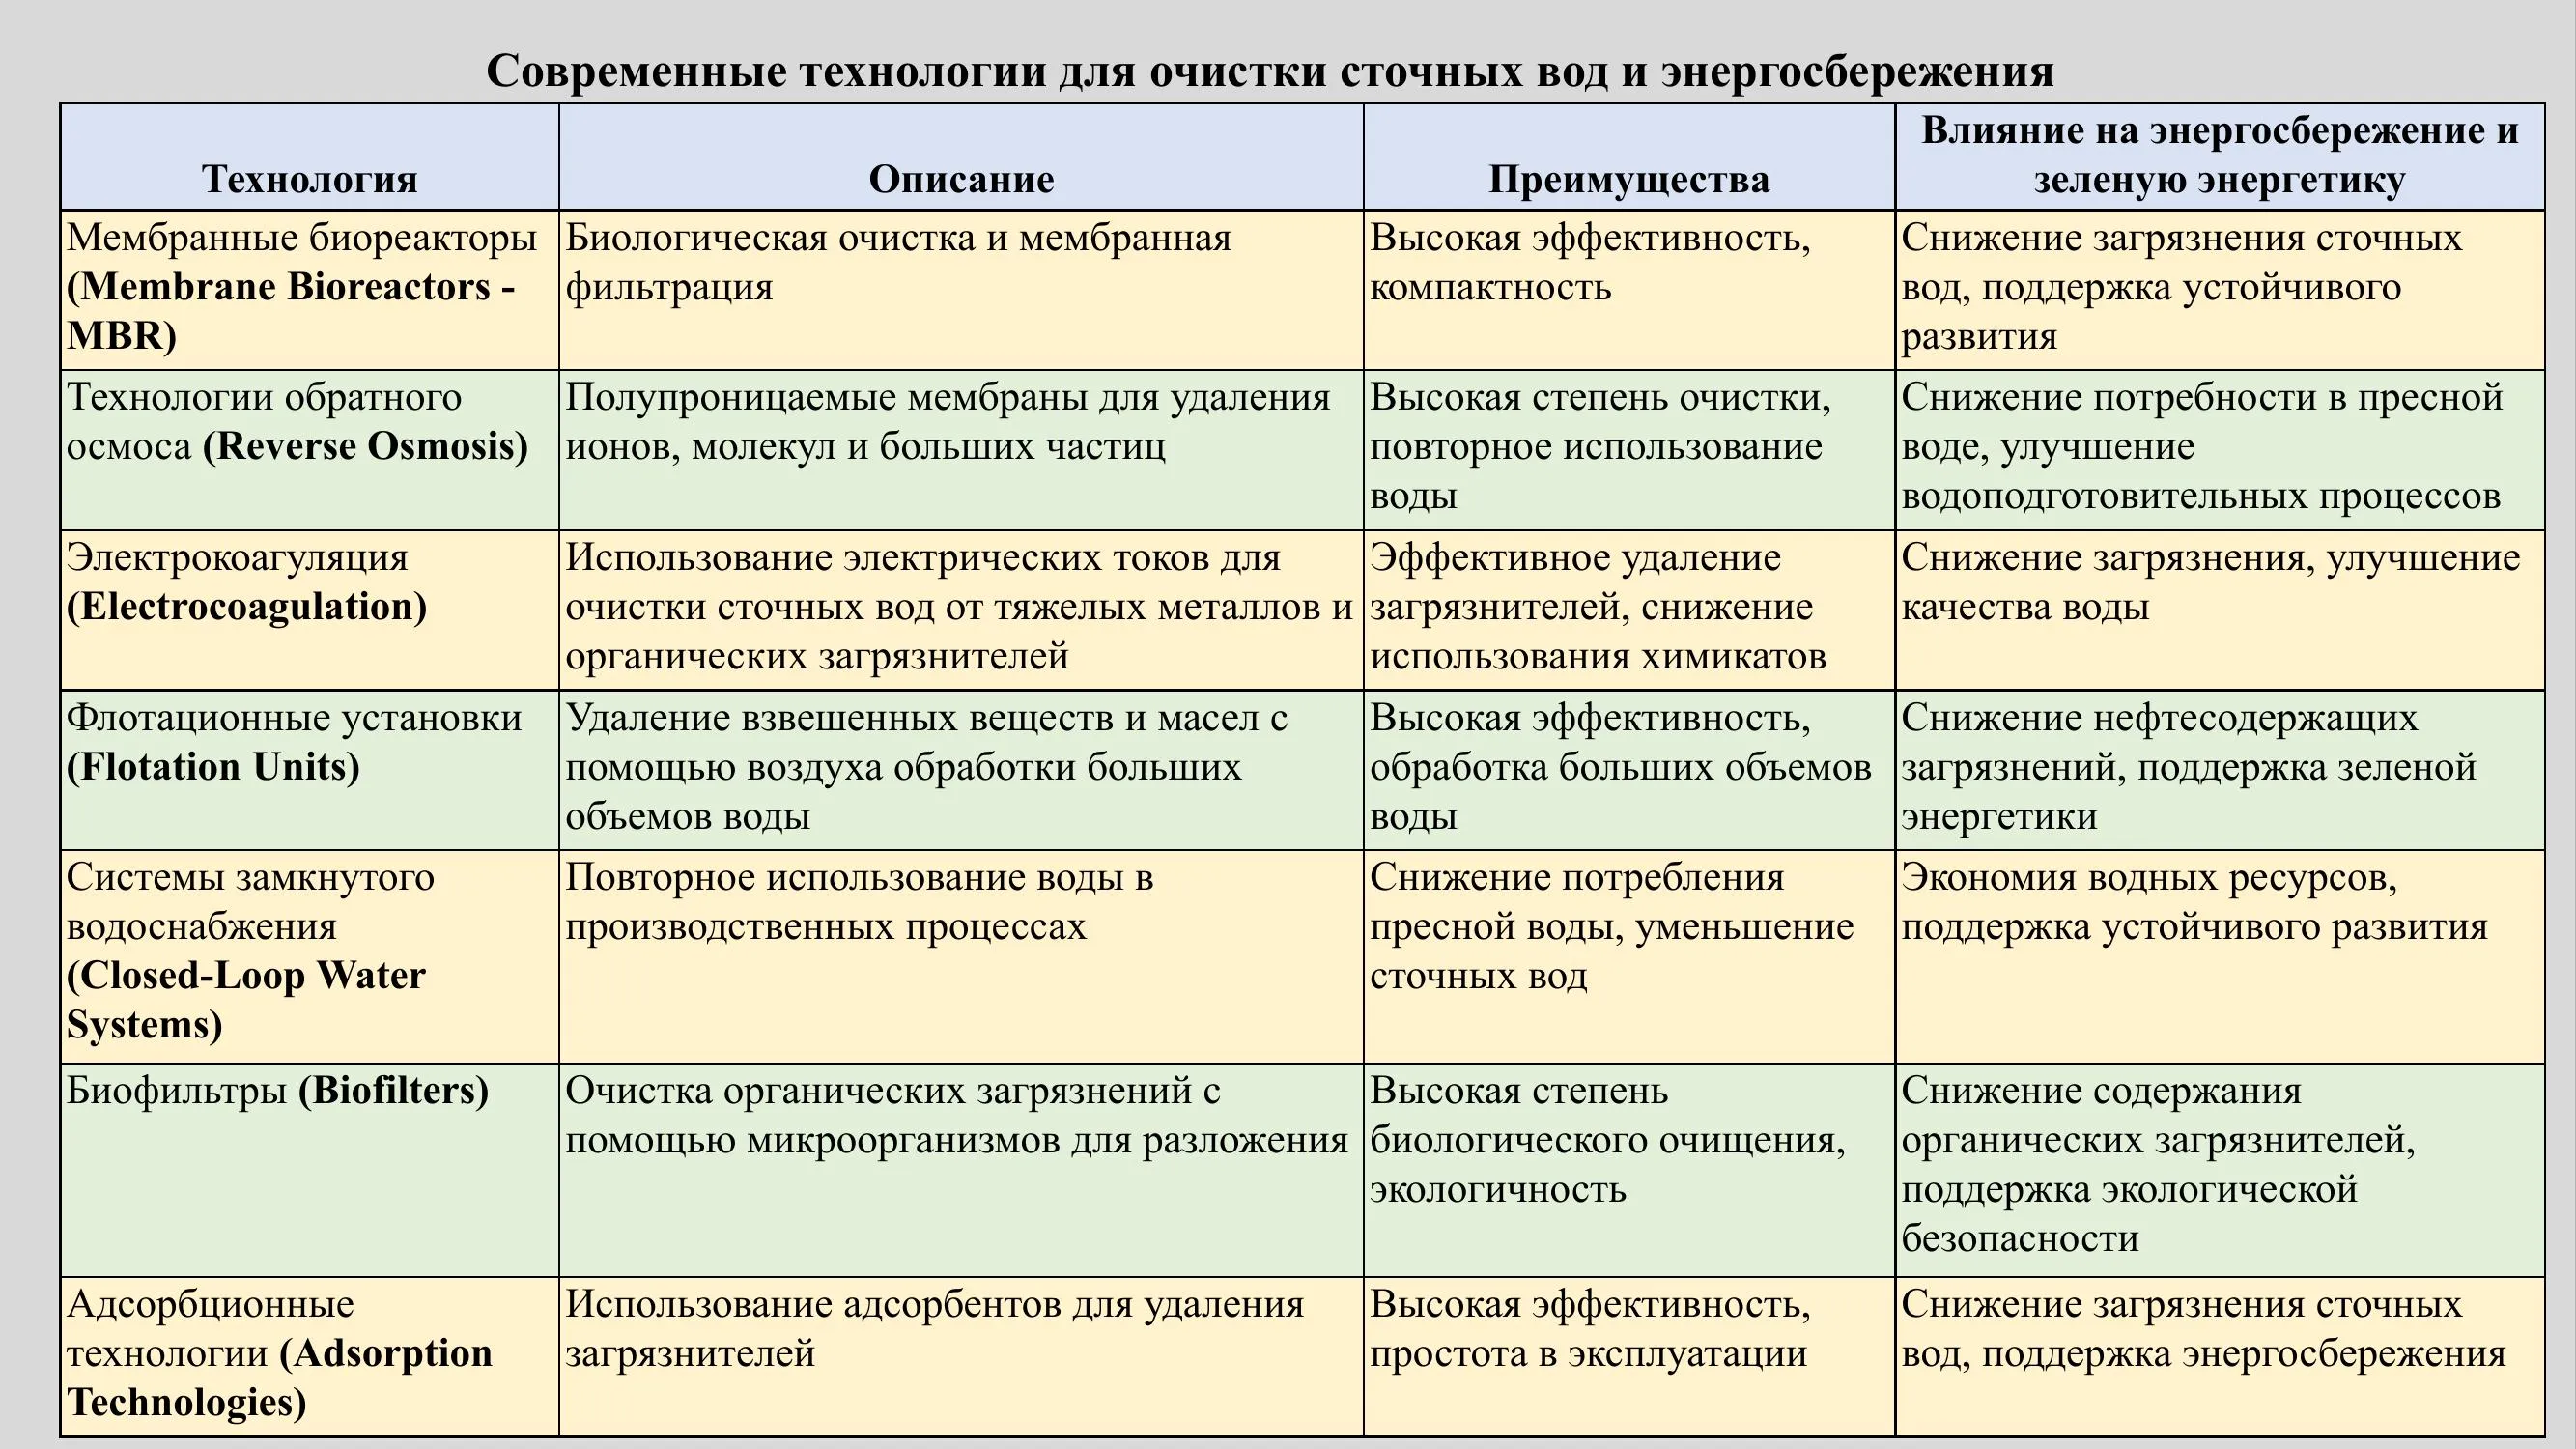 Современные технологии для очистки сточных вод и энергосбережения
Технология
Описание
Преимущества
Влияние на энергосбережение и
зеленую энергетику
Мембранные биореакторы
(Membrane Bioreactors -
MBR)
Биологическая очистка и мембранная
фильтрация
Высокая эффективность,
компактность
Снижение загрязнения сточных
вод, поддержка устойчивого
развития
Технологии обратного
осмоса (Reverse Osmosis)
Полупроницаемые мембраны для удаления
ионов, молекул и больших частиц
Высокая степень очистки,
повторное использование
воды
Снижение потребности в пресной
воде, улучшение
водоподготовительных процессов
Электрокоагуляция
(Electrocoagulation)
Использование электрических токов для
очистки сточных вод от тяжелых металлов и
органических загрязнителей
Эффективное удаление
загрязнителей, снижение
использования химикатов
Снижение загрязнения, улучшение
качества воды
Флотационные установки
(Flotation Units)
Удаление взвешенных веществ и масел с
помощью воздуха обработки больших
объемов воды
Высокая эффективность,
обработка больших объемов
воды
Снижение нефтесодержащих
загрязнений, поддержка зеленой
энергетики
Системы замкнутого
водоснабжения
(Closed-Loop Water
Systems)
Повторное использование воды в
производственных процессах
Снижение потребления
пресной воды, уменьшение
сточных вод
Экономия водных ресурсов,
поддержка устойчивого развития
Биофильтры (Biofilters)
Очистка органических загрязнений с
помощью микроорганизмов для разложения
Высокая степень
биологического очищения,
экологичность
Снижение содержания
органических загрязнителей,
поддержка экологической
безопасности
Адсорбционные
технологии (Adsorption
Technologies)
Использование адсорбентов для удаления
загрязнителей
Высокая эффективность,
простота в эксплуатации
Снижение загрязнения сточных
вод, поддержка энергосбережения